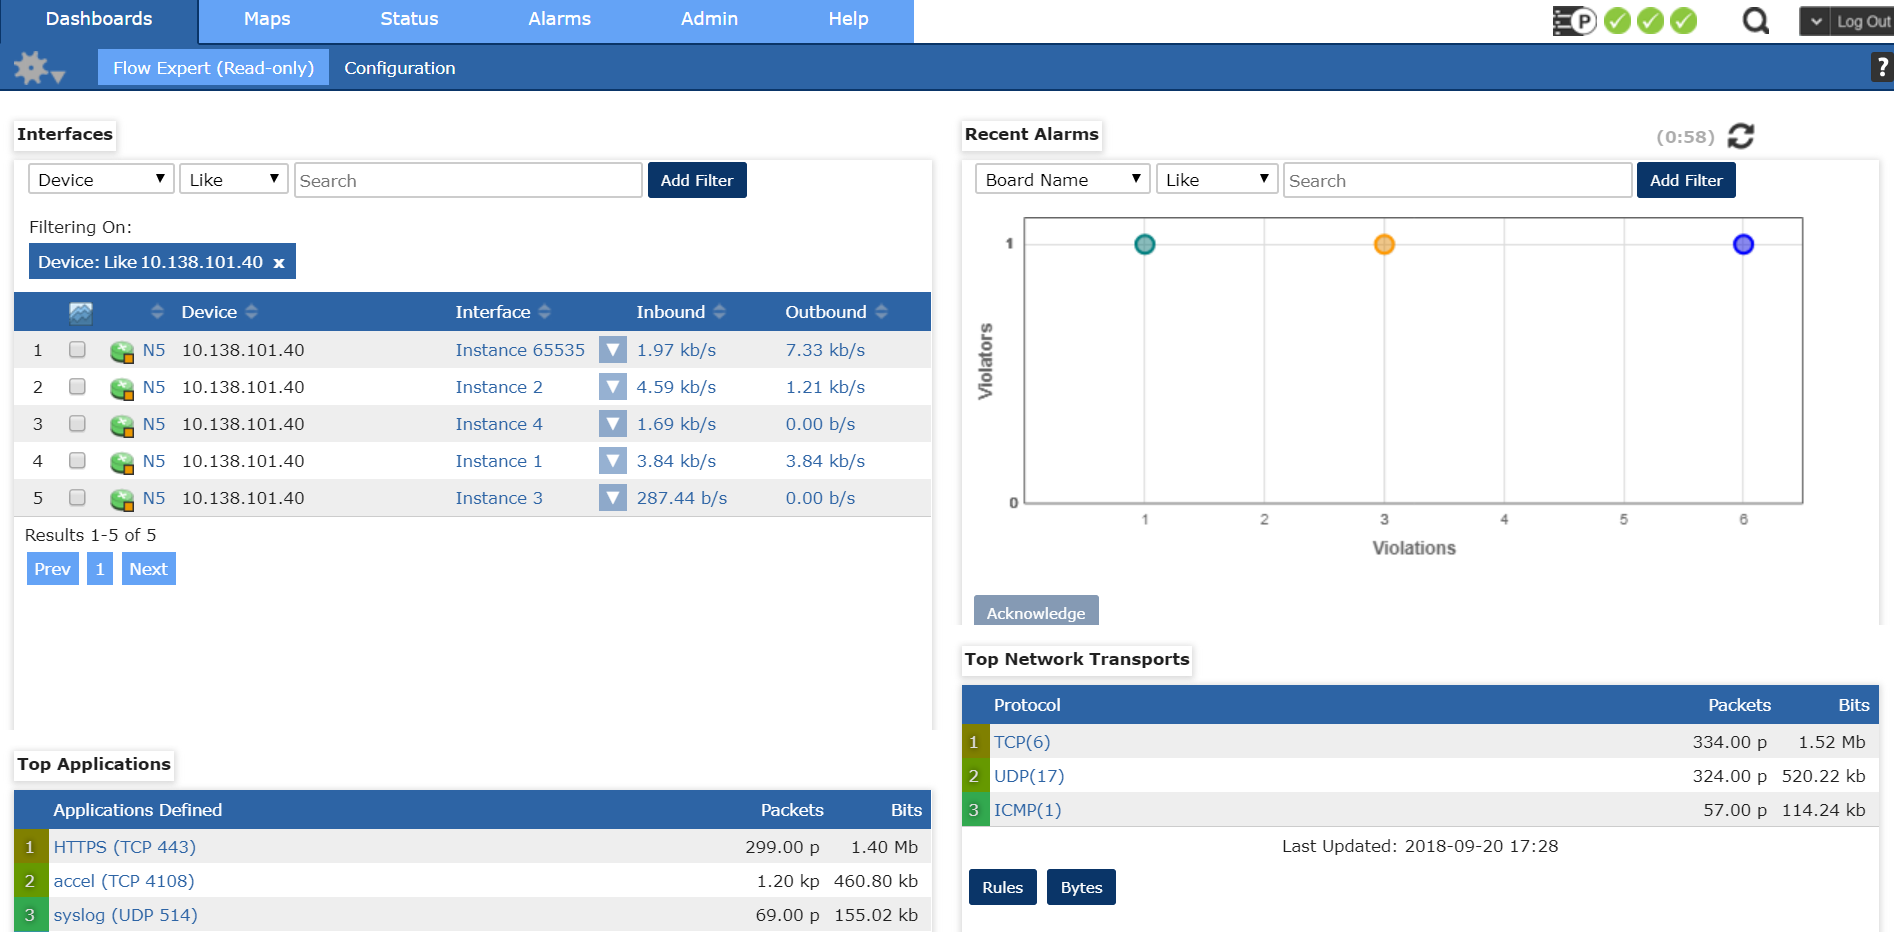 Dashboards Maps Status Alarms Admin Help P Log Out
Flow Expert (Read-only) Configuration ?
Interfaces
Device Like Search Add Filter
Filtering On:
Device: Like 10.138.101.40 x
Device Interface Inbound Outbound
1 N5 10.138.101.40 Instance 65535 1.97 kb/s 7.33 kb/s
2 N5 10.138.101.40 Instance 2 4.59 kb/s 1.21 kb/s
3 N5 10.138.101.40 Instance 4 1.69 kb/s 0.00 b/s
4 N5 10.138.101.40 Instance 1 3.84 kb/s 3.84 kb/s
5 N5 10.138.101.40 Instance 3 287.44 b/s 0.00 b/s
Results 1-5 of 5
Prev 1 Next
Top Applications
Applications Defined Packets Bits
1 HTTPS (TCP 443) 299.00 p 1.40 Mb
2 accel (TCP 4108) 1.20 kp 460.80 kb
3 syslog (UDP 514) 69.00 p 155.02 kb
Recent Alarms (0:58)
Board Name Like Search Add Filter
1
Violators
0
1 2 3 4 5 6
Violations
Acknowledge
Top Network Transports
Protocol Packets Bits
1 TCP(6) 334.00 p 1.52 Mb
2 UDP(17) 324.00 p 520.22 kb
3 ICMP(1) 57.00 p 114.24 kb
Last Updated: 2018-09-20 17:28
Rules Bytes